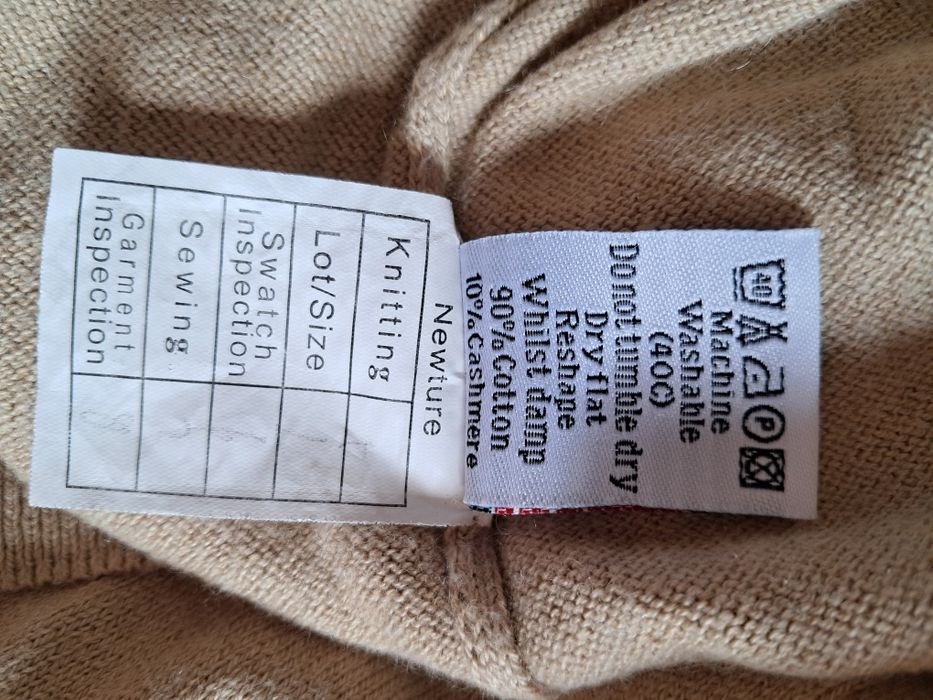 40
P
Machine
Washable
(40C)
Do not tumble dry
Dry flat
Reshape
Whilst damp
90% Cotton
10% Cashmere
Newture
Knitting
Lot/Size
Swatch
Inspection
Sewing
Garment
Inspection